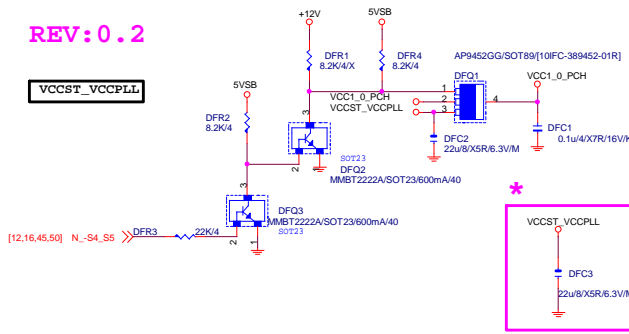 REV:0.2
+12V
5VSB
DFR1
8.2K/4/X
DFR4
8.2K/4
AP9452GG/SOT89/[10IFC-389452-01R]
DFQ1
VCCST_VCCPLL
5VSB
VCC1_0_PCH
VCCST_VCCPLL
1
2
3
4
VCC1_0_PCH
DFR2
8.2K/4
3
DFC2
22u/8/X5R/6.3V/M
DFC1
0.1u/4/X7R/16V/K
2
1
SOT23
DFQ2
MMBT2222A/SOT23/600mA/40
3
DFQ3
MMBT2222A/SOT23/600mA/40
SOT23
[12,16,45,50] N_-S4_S5
DFR3
22K/4
2
1
*
VCCST_VCCPLL
DFC3
22u/8/X5R/6.3V/M